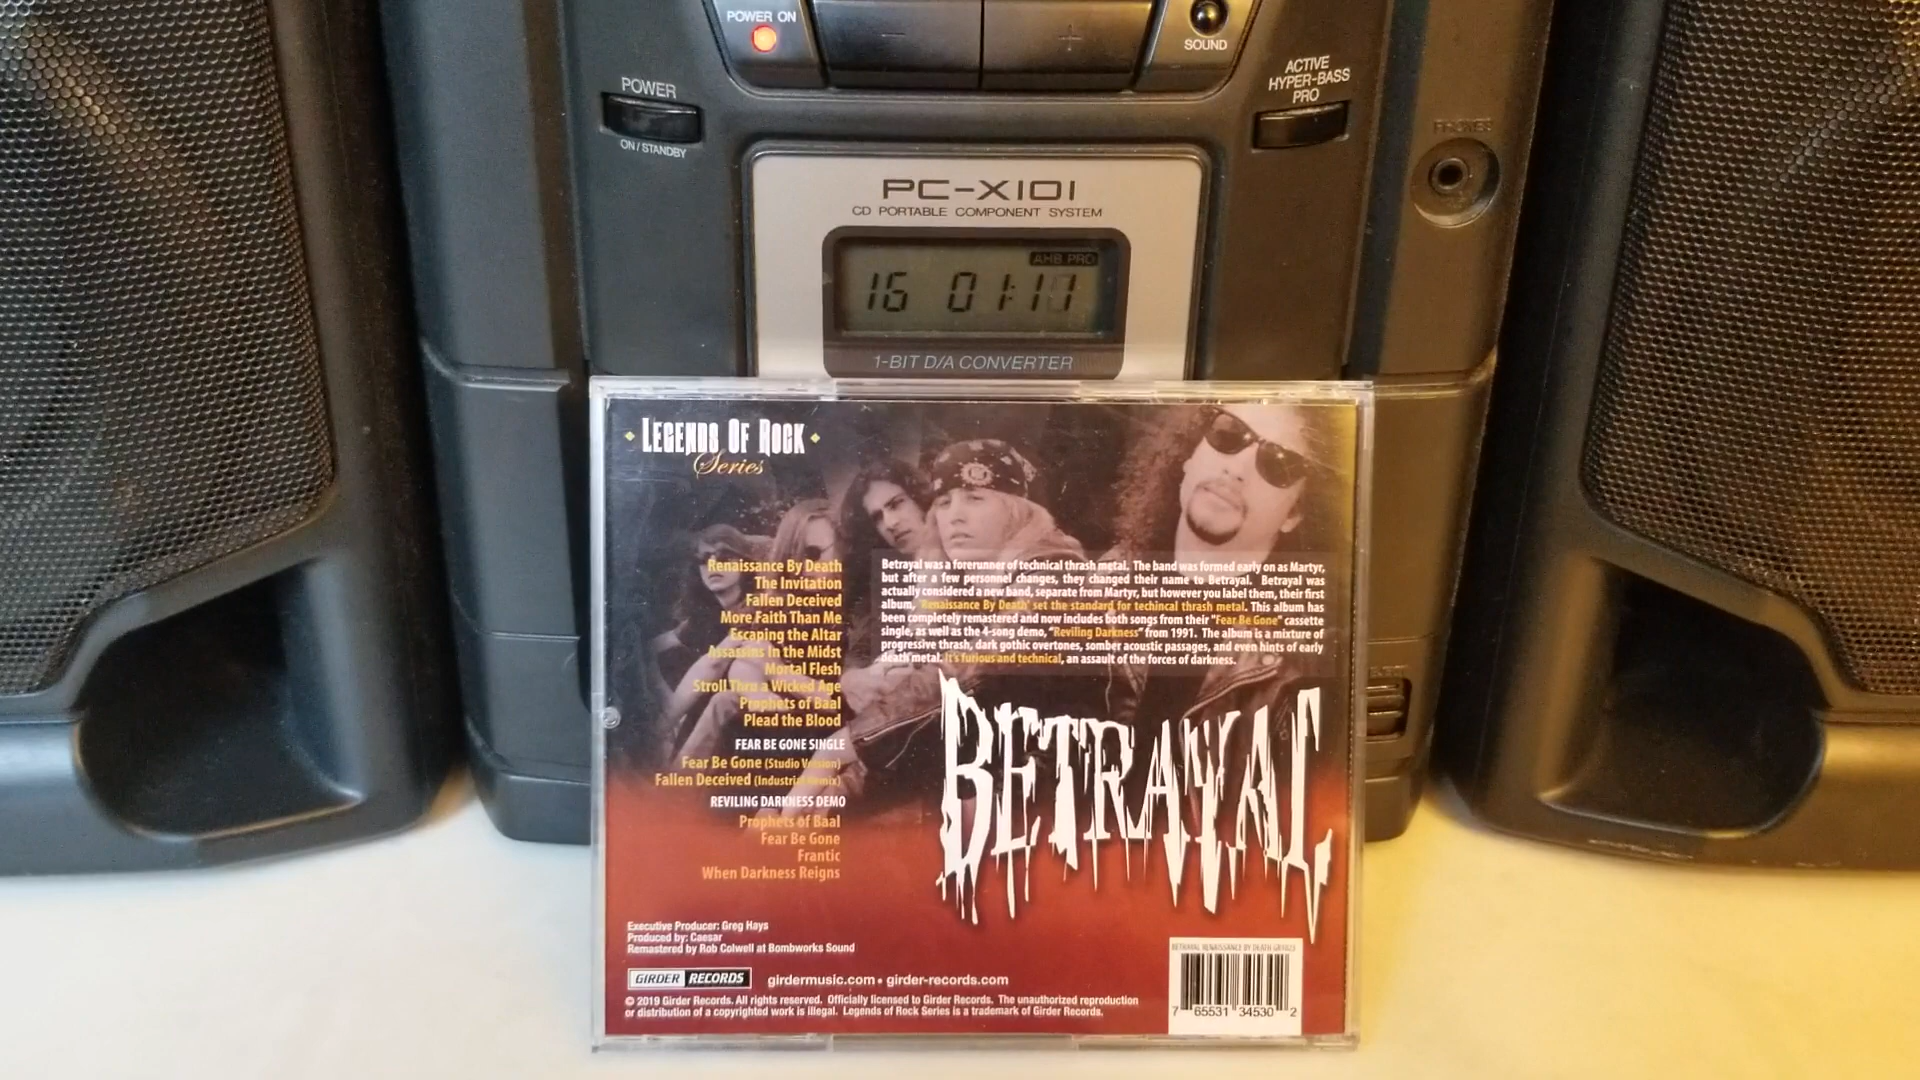 POWER ON
SOUND
POWER
ON / STANDBY
ACTIVE
HYPER-BASS
PRO
PHONES
PC-X101
CD PORTABLE COMPONENT SYSTEM
AHB PRO
16 01:11
1-BIT D/A CONVERTER
LEGENDS OF ROCK
Series
Renaissance By Death
The Invitation
Fallen Deceived
More Faith Than Me
Escaping the Altar
Assassins In the Midst
Mortal Flesh
Stroll Thru a Wicked Age
Prophets of Baal
Plead the Blood
FEAR BE GONE SINGLE
Fear Be Gone (Studio Version)
Fallen Deceived (Industrial Remix)
REVILING DARKNESS DEMO
Prophets of Baal
Fear Be Gone
Frantic
When Darkness Reigns
Betrayal was a forerunner of technical thrash metal. The band was formed early on as Martyr,
but after a few personnel changes, they changed their name to Betrayal. Betrayal was
actually considered a new band, separate from Martyr, but however you label them, their first
album, 'Renaissance By Death' set the standard for techincal thrash metal. This album has
been completely remastered and now includes both songs from their "Fear Be Gone" cassette
single, as well as the 4-song demo, "Reviling Darkness" from 1991. The album is a mixture of
progressive thrash, dark gothic overtones, somber acoustic passages, and even hints of early
death metal. It's furious and technical, an assault of the forces of darkness.
BETRAYAL
Executive Producer: Greg Hays
Produced by: Caesar
Remastered by Rob Colwell at Bombworks Sound
GIRDER RECORDS
girdermusic.com • girder-records.com
© 2019 Girder Records. All rights reserved. Officially licensed to Girder Records. The unauthorized reproduction
or distribution of a copyrighted work is illegal. Legends of Rock Series is a trademark of Girder Records.
BETRAYAL RENAISSANCE BY DEATH
7 65531 34530 2